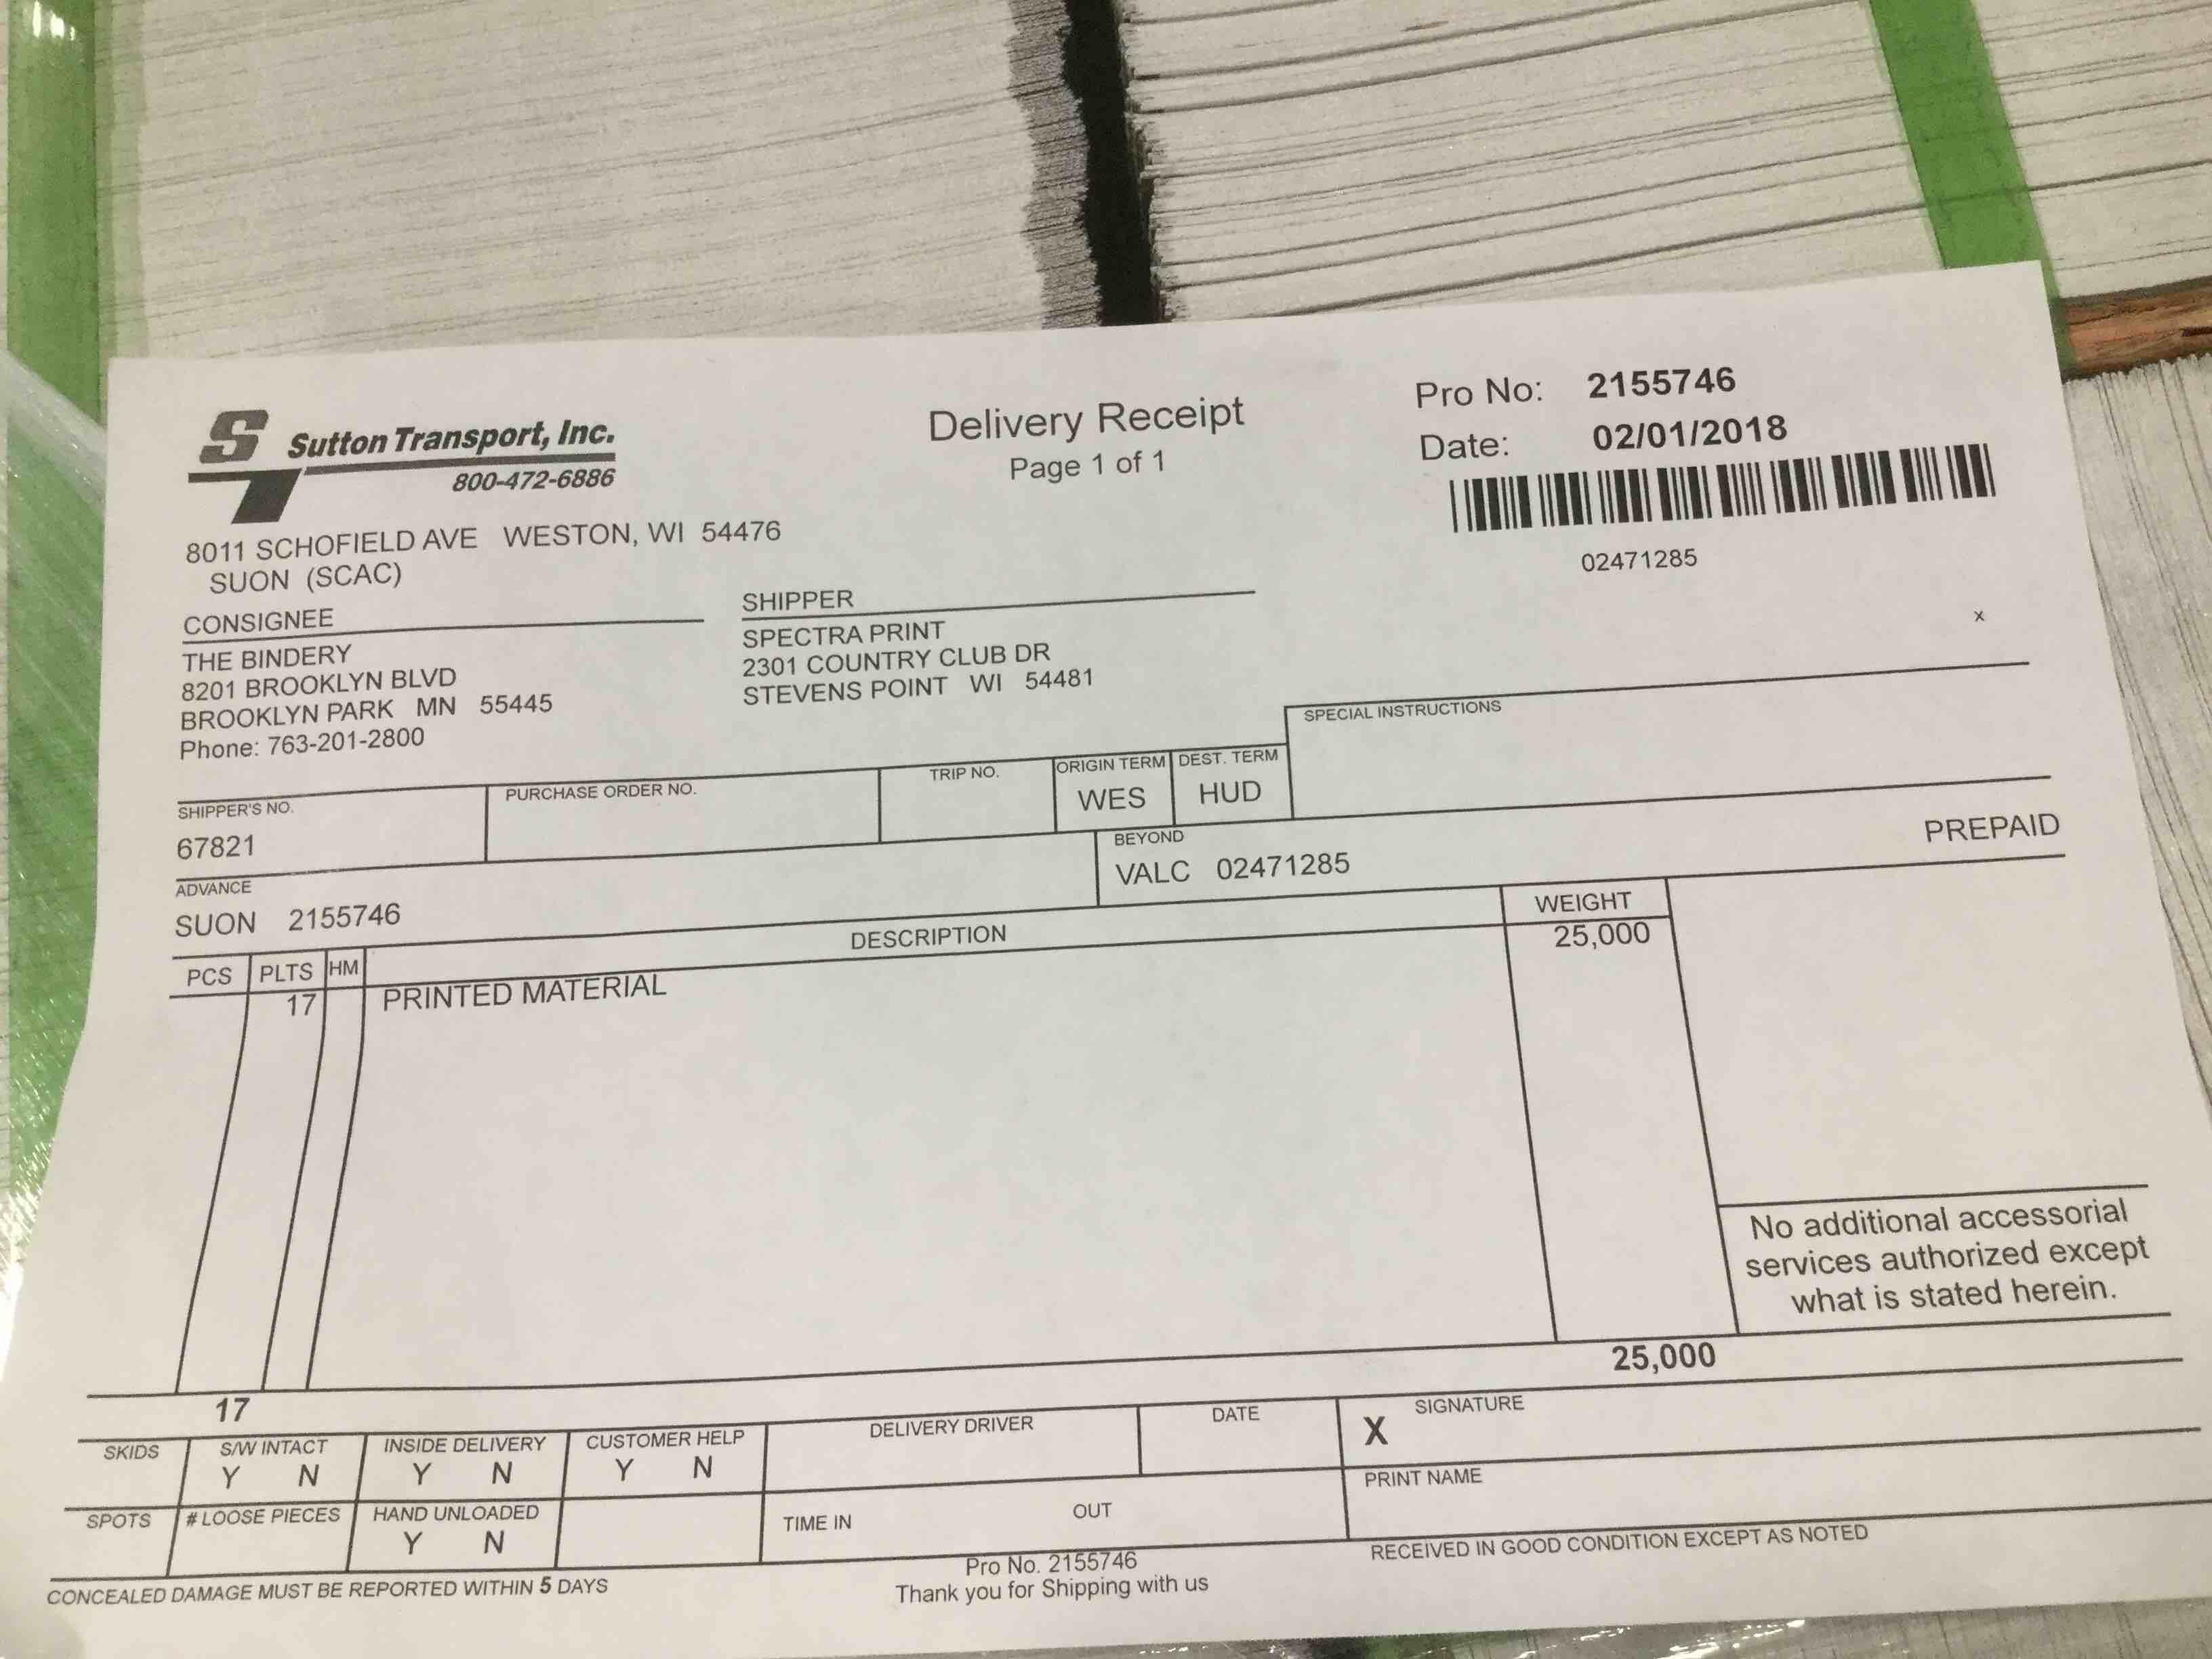 Sutton Transport, Inc.
800-472-6886
8011 SCHOFIELD AVE WESTON, WI 54476
SUON (SCAC)
Delivery Receipt
Page 1 of 1
Pro No: 2155746
Date: 02/01/2018
02471285
x
CONSIGNEE
THE BINDERY
8201 BROOKLYN BLVD
BROOKLYN PARK MN 55445
Phone: 763-201-2800
SHIPPER
SPECTRA PRINT
2301 COUNTRY CLUB DR
STEVENS POINT WI 54481
SHIPPER'S NO.
67821
PURCHASE ORDER NO.
TRIP NO.
ORIGIN TERM
WES
DEST. TERM
HUD
SPECIAL INSTRUCTIONS
ADVANCE
SUON 2155746
BEYOND
VALC 02471285
PREPAID
PCS PLTS HM DESCRIPTION WEIGHT
17 PRINTED MATERIAL 25,000
No additional accessorial
services authorized except
what is stated herein.
17 25,000
SKIDS
S/W INTACT
Y N
INSIDE DELIVERY
Y N
CUSTOMER HELP
Y N
DELIVERY DRIVER
DATE
SIGNATURE
X
PRINT NAME
SPOTS
# LOOSE PIECES
HAND UNLOADED
Y N
TIME IN OUT
RECEIVED IN GOOD CONDITION EXCEPT AS NOTED
CONCEALED DAMAGE MUST BE REPORTED WITHIN 5 DAYS
Pro No. 2155746
Thank you for Shipping with us